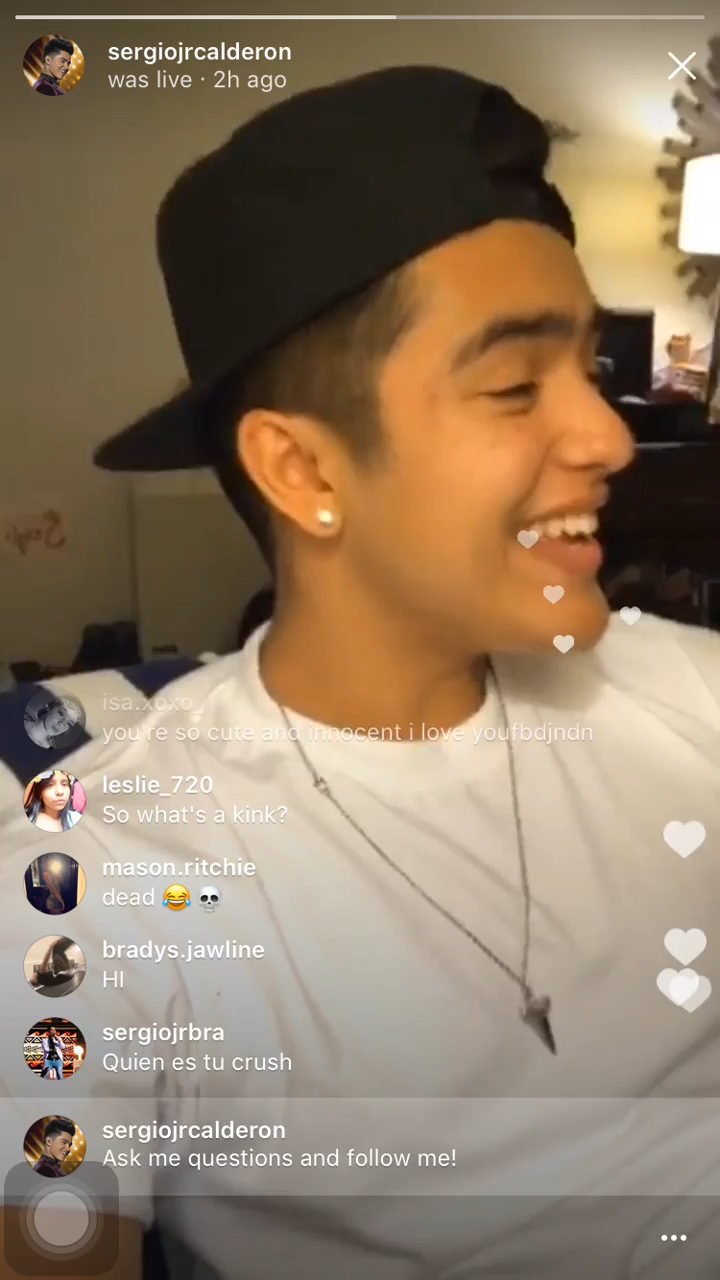 sergiojrcalderon
was live · 2h ago
isa.xoxo_
you're so cute and innocent i love youfbdjndn
leslie_720
So what's a kink?
mason.ritchie
dead 😂💀
bradys.jawline
HI
sergiojrbra
Quien es tu crush
sergiojrcalderon
Ask me questions and follow me!